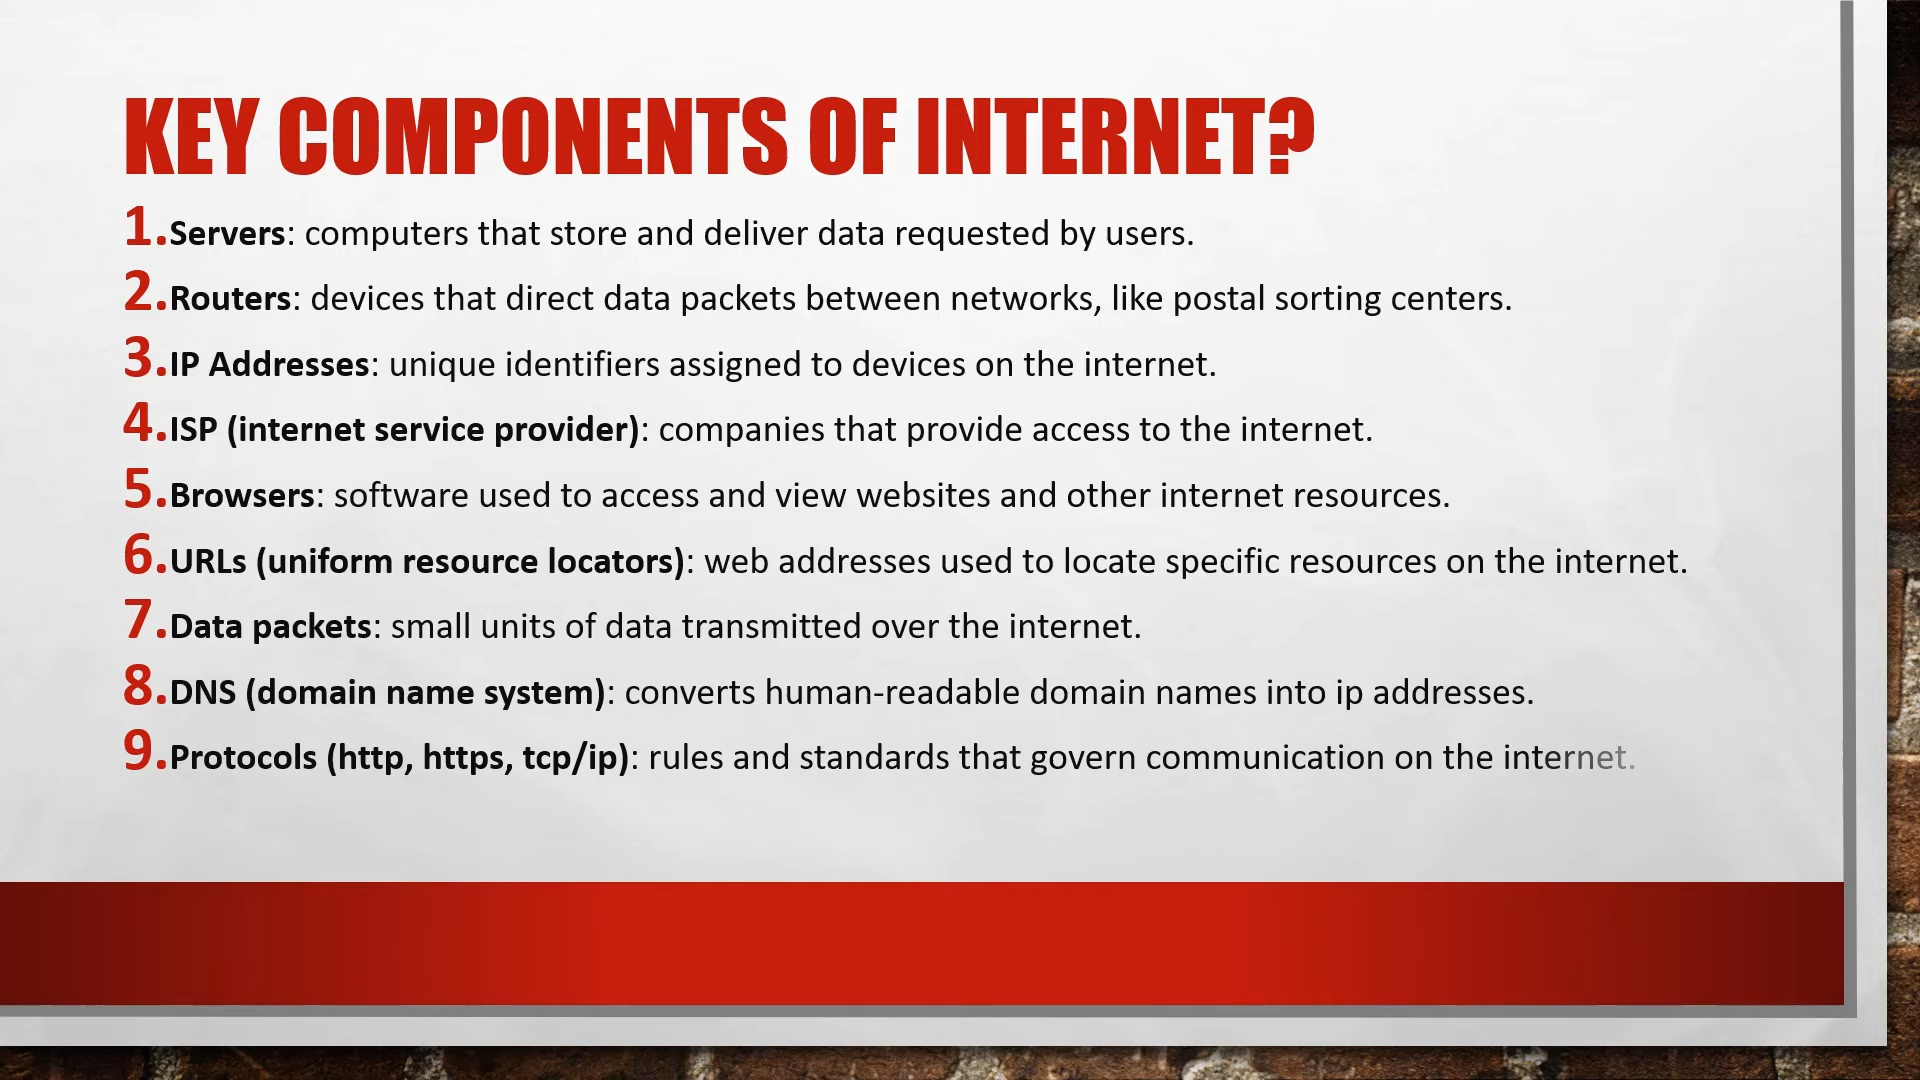 KEY COMPONENTS OF INTERNET?
1.Servers: computers that store and deliver data requested by users.
2.Routers: devices that direct data packets between networks, like postal sorting centers.
3.IP Addresses: unique identifiers assigned to devices on the internet.
4.ISP (internet service provider): companies that provide access to the internet.
5.Browsers: software used to access and view websites and other internet resources.
6.URLs (uniform resource locators): web addresses used to locate specific resources on the internet.
7.Data packets: small units of data transmitted over the internet.
8.DNS (domain name system): converts human-readable domain names into ip addresses.
9.Protocols (http, https, tcp/ip): rules and standards that govern communication on the internet.